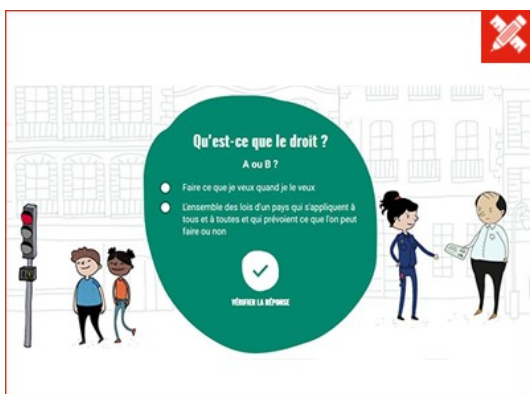 Qu'est-ce que le droit ?
A ou B ?
Faire ce que je veux quand je le veux
L'ensemble des lois d'un pays qui s'appliquent à
tous et à toutes et qui prévoient ce que l'on peut
faire ou non
VÉRIFIER LA RÉPONSE